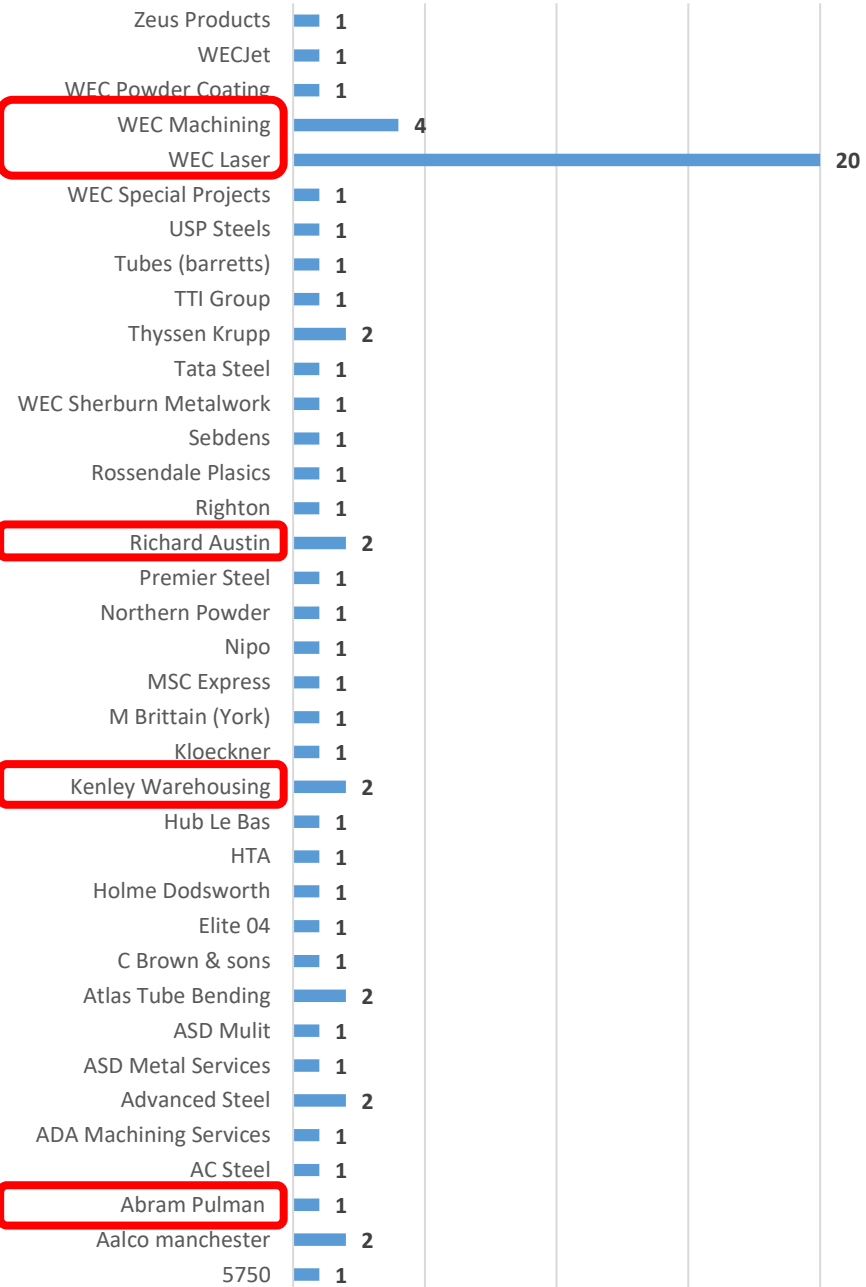 Zeus Products 1
WECJet 1
WEC Powder Coating 1
WEC Machining 4
WEC Laser 20
WEC Special Projects 1
USP Steels 1
Tubes (barretts) 1
TTI Group 1
Thyssen Krupp 2
Tata Steel 1
WEC Sherburn Metalwork 1
Sebdens 1
Rossendale Plasics 1
Righton 1
Richard Austin 2
Premier Steel 1
Northern Powder 1
Nipo 1
MSC Express 1
M Brittain (York) 1
Kloeckner 1
Kenley Warehousing 2
Hub Le Bas 1
HTA 1
Holme Dodsworth 1
Elite 04 1
C Brown & sons 1
Atlas Tube Bending 2
ASD Mulit 1
ASD Metal Services 1
Advanced Steel 2
ADA Machining Services 1
AC Steel 1
Abram Pulman 1
Aalco manchester 2
5750 1